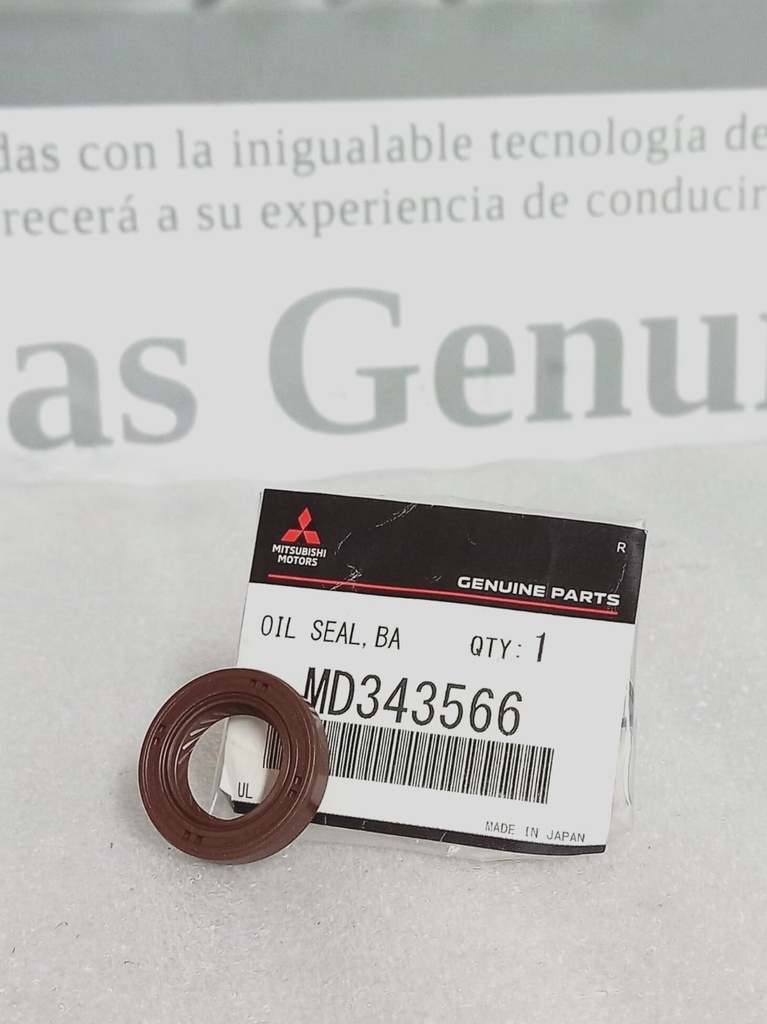 das con la inigualable tecnología de
recerá a su experiencia de conducir
as Genu
MITSUBISHI
MOTORS
R
GENUINE PARTS
OIL SEAL, BA QTY: 1
MD343566
UL
MADE IN JAPAN